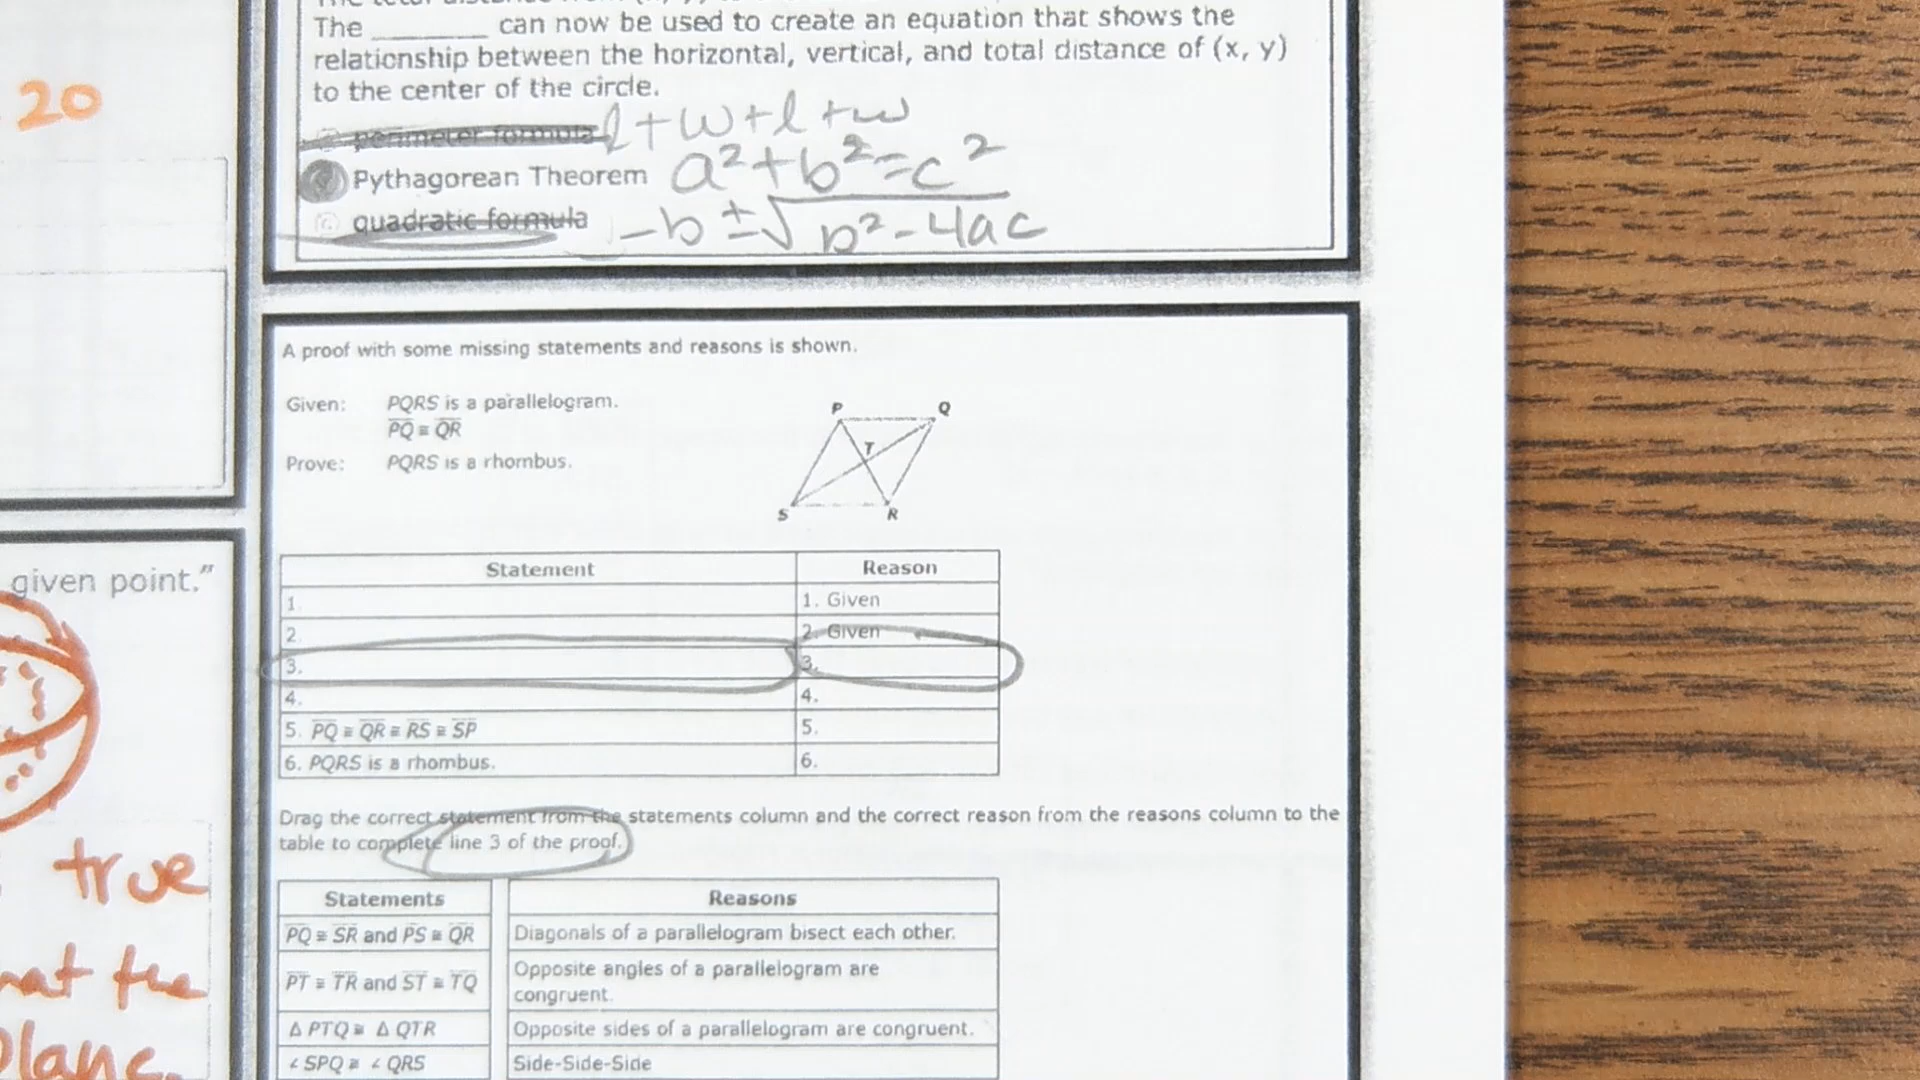 The ________ can now be used to create an equation that shows the
relationship between the horizontal, vertical, and total distance of (x, y)
to the center of the circle.
perimeter formula l+w+l+w
Pythagorean Theorem a²+b²=c²
quadratic formula -b ± √b²-4ac
20
given point."
true
the
A proof with some missing statements and reasons is shown.
Given: PQRS is a parallelogram.
PQ ≅ QR
Prove: PQRS is a rhombus.
P Q
T
S R
Statement Reason
1. 1. Given
2. 2. Given
3. 3.
4. 4.
5. PQ ≅ QR ≅ RS ≅ SP 5.
6. PQRS is a rhombus. 6.
Drag the correct statement from the statements column and the correct reason from the reasons column to the
table to complete line 3 of the proof.
Statements Reasons
PQ ≅ SR and PS ≅ QR Diagonals of a parallelogram bisect each other.
PT ≅ TR and ST ≅ TQ Opposite angles of a parallelogram are
congruent.
Δ PTQ ≅ Δ QTR Opposite sides of a parallelogram are congruent.
∠ SPQ ≅ ∠ QRS Side-Side-Side